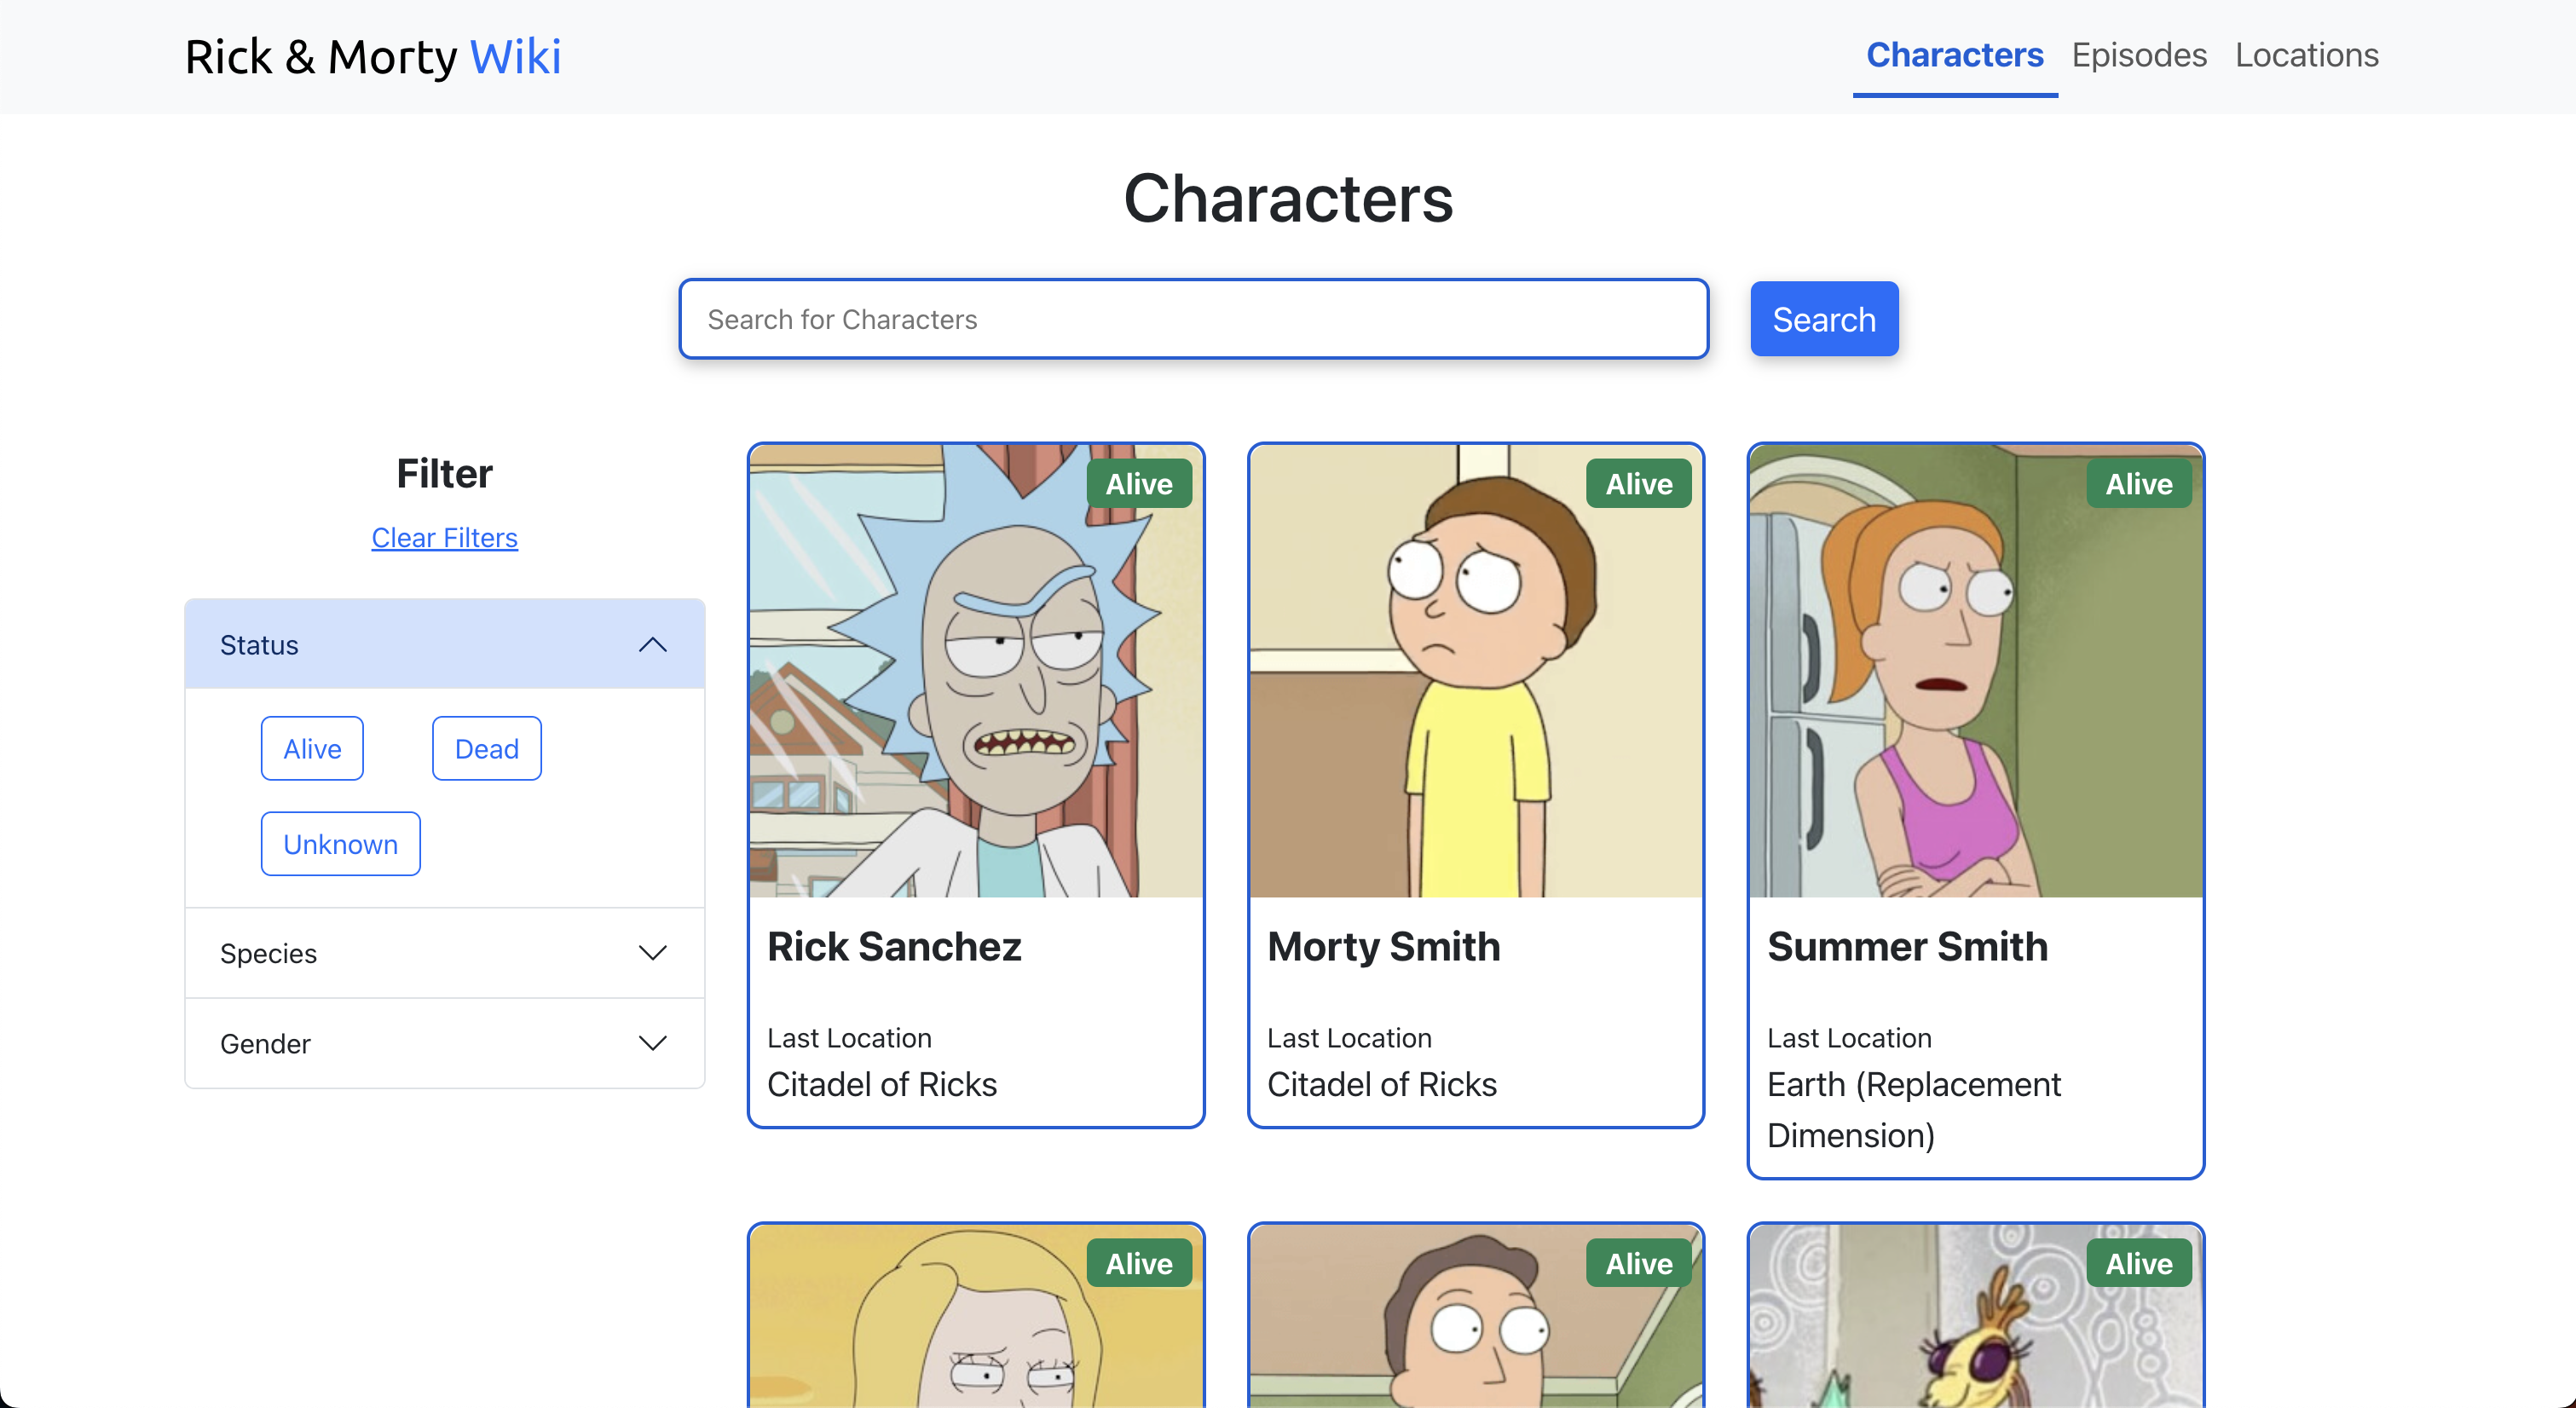 Rick & Morty Wiki
Characters Episodes Locations
Characters
Search for Characters
Search
Filter
Clear Filters
Status
Alive
Dead
Unknown
Species
Gender
Alive
Rick Sanchez
Last Location
Citadel of Ricks
Alive
Morty Smith
Last Location
Citadel of Ricks
Alive
Summer Smith
Last Location
Earth (Replacement
Dimension)
Alive
Alive
Alive